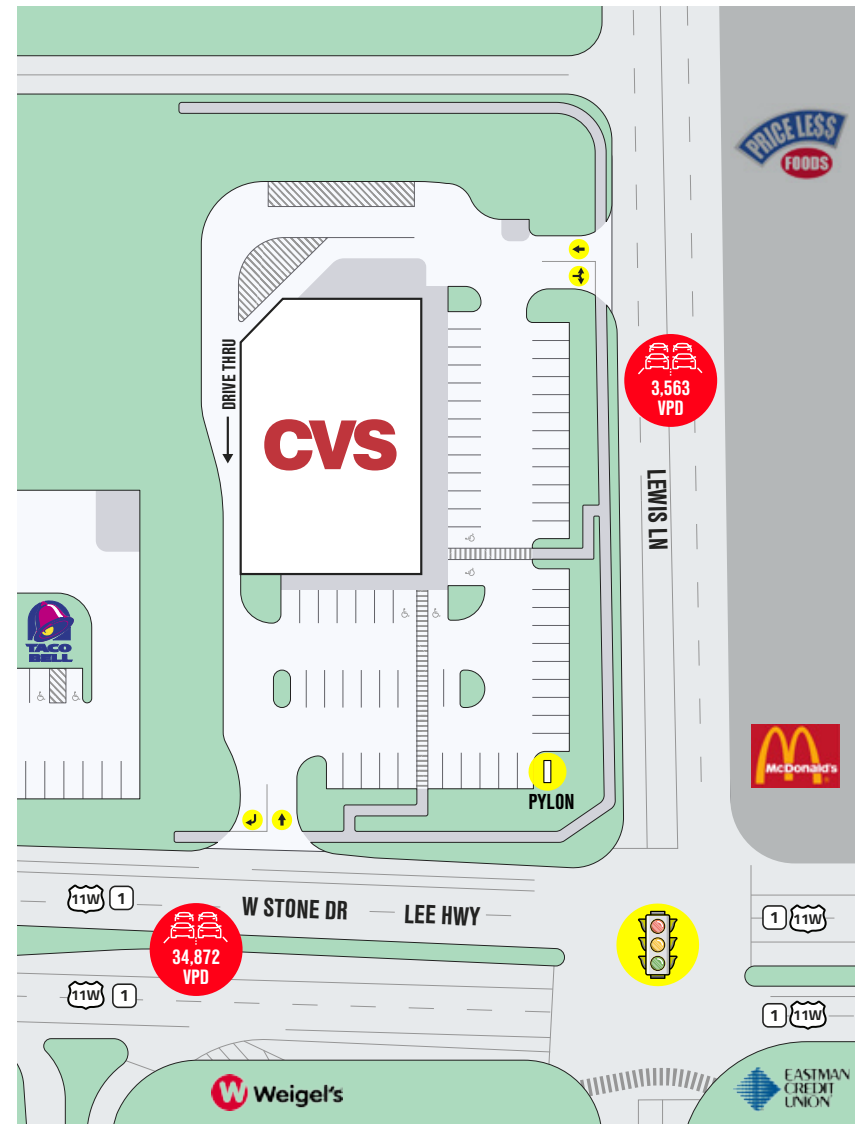 PRICE LESS
FOODS
DRIVE THRU
3,563
VPD
CVS
LEWIS LN
TACO
BELL
McDonald's
PYLON
11W 1
W STONE DR
LEE HWY
1 11W
34,872
VPD
11W 1
1 11W
W Weigel's
EASTMAN
CREDIT
UNION